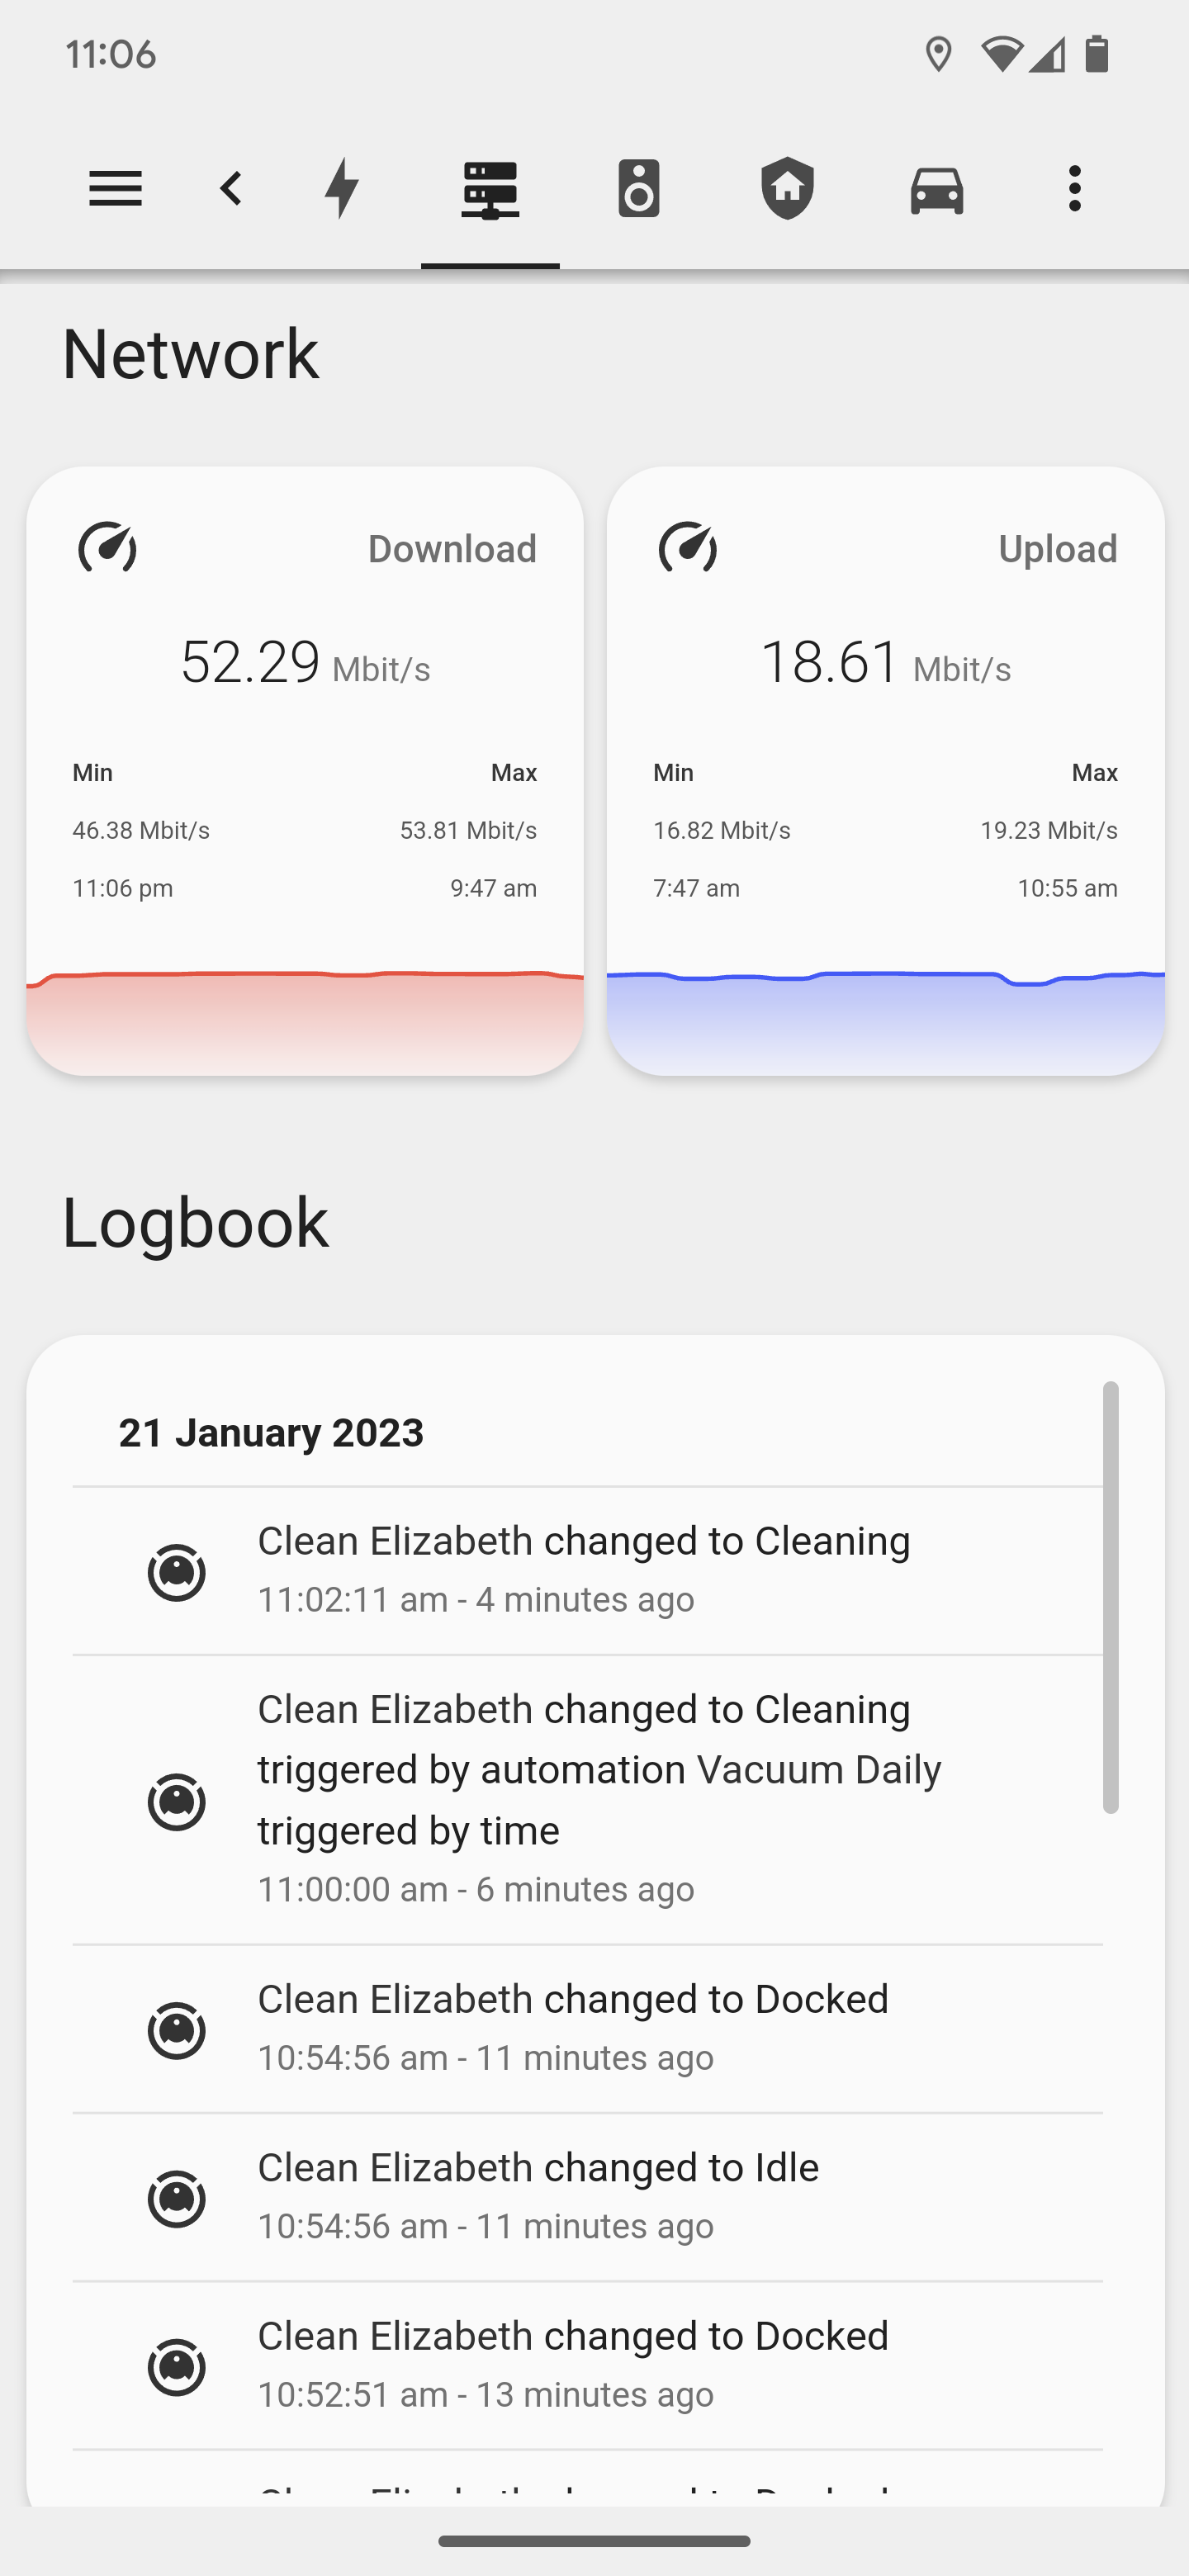 11:06
Network
Download
52.29 Mbit/s
Min Max
46.38 Mbit/s 53.81 Mbit/s
11:06 pm 9:47 am
Upload
18.61 Mbit/s
Min Max
16.82 Mbit/s 19.23 Mbit/s
7:47 am 10:55 am
Logbook
21 January 2023
Clean Elizabeth changed to Cleaning
11:02:11 am - 4 minutes ago
Clean Elizabeth changed to Cleaning
triggered by automation Vacuum Daily
triggered by time
11:00:00 am - 6 minutes ago
Clean Elizabeth changed to Docked
10:54:56 am - 11 minutes ago
Clean Elizabeth changed to Idle
10:54:56 am - 11 minutes ago
Clean Elizabeth changed to Docked
10:52:51 am - 13 minutes ago